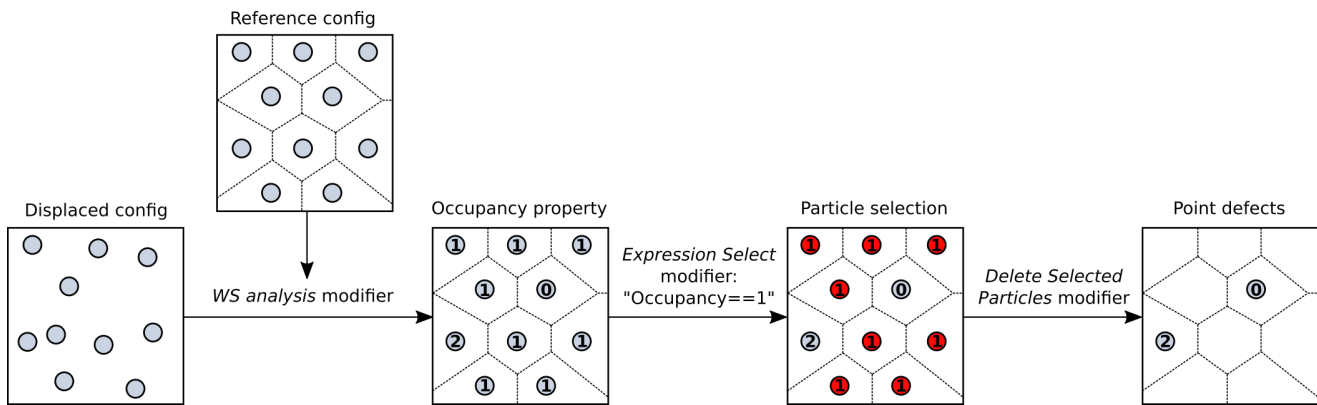 Reference config
Displaced config
WS analysis modifier
Occupancy property
1 1 1
1 0
2 1 1
1 1
Expression Select
modifier:
"Occupancy==1"
Particle selection
1 1 1
1 0
2 1 1
1 1
Delete Selected
Particles modifier
Point defects
0
2